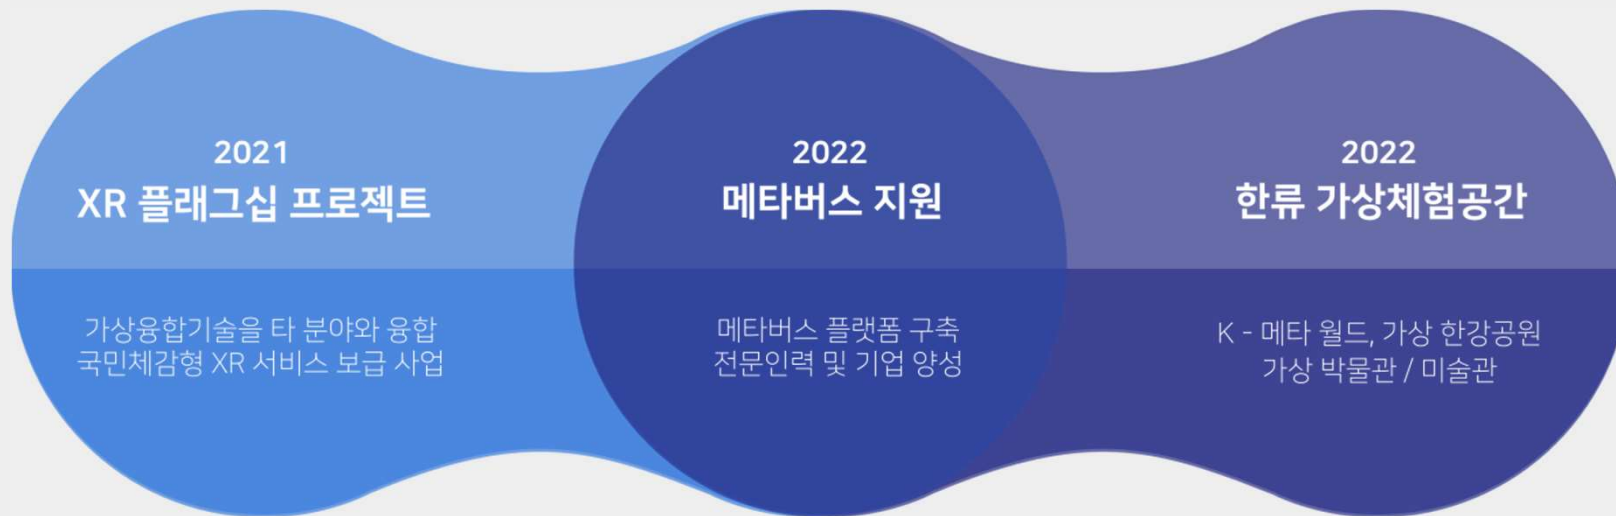 2021
XR 플래그십 프로젝트
가상융합기술을 타 분야와 융합
국민체감형 XR 서비스 보급 사업
2022
메타버스 지원
메타버스 플랫폼 구축
전문인력 및 기업 양성
2022
한류 가상체험공간
K - 메타 월드, 가상 한강공원
가상 박물관 / 미술관